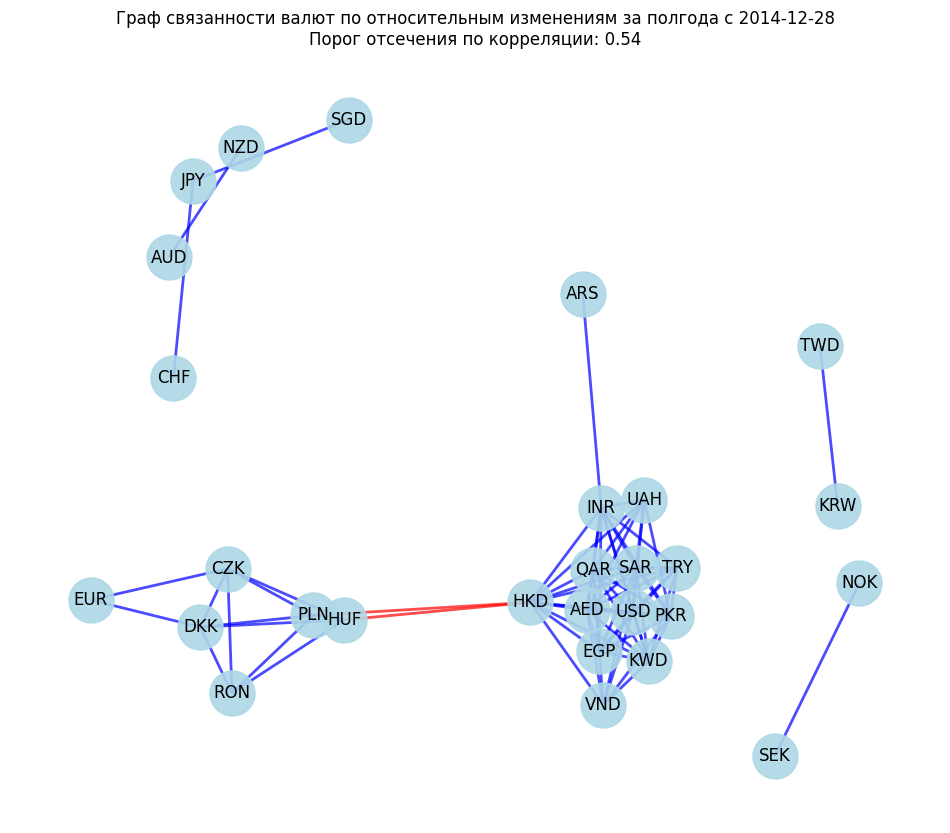 Граф связанности валют по относительным изменениям за полгода с 2014-12-28
Порог отсечения по корреляции: 0.54
SGD
NZD
JPY
AUD
ARS
TWD
CHF
UAH
INR
KRW
CZK
QAR
SAR
TRY
NOK
EUR
HKD
AED
USD
PKR
PLN
HUF
DKK
EGP
KWD
RON
VND
SEK